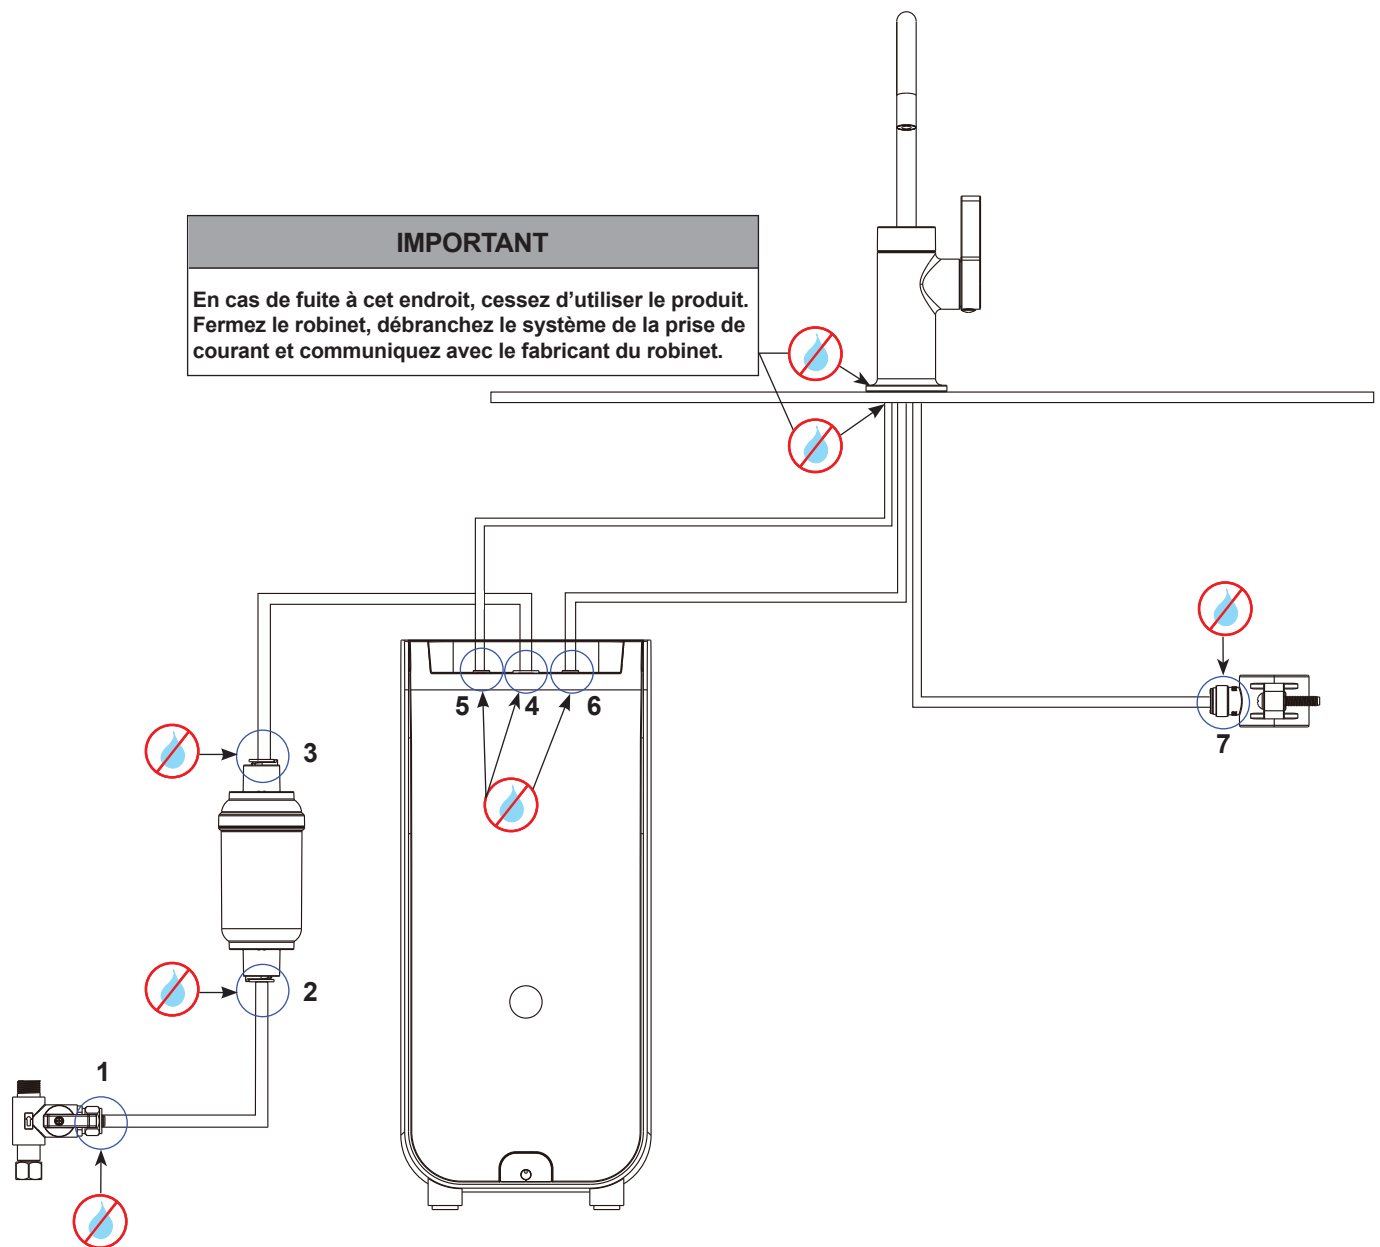 IMPORTANT
En cas de fuite à cet endroit, cessez d’utiliser le produit.
Fermez le robinet, débranchez le système de la prise de
courant et communiquez avec le fabricant du robinet.
5
4
6
7
3
2
1